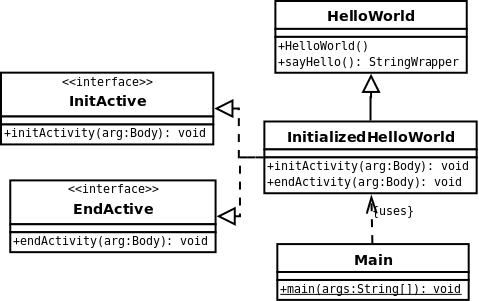 HelloWorld
+HelloWorld()
+sayHello(): StringWrapper
<<interface>>
InitActive
+initActivity(arg:Body): void
InitializedHelloWorld
+initActivity(arg:Body): void
+endActivity(arg:Body): void
<<interface>>
EndActive
+endActivity(arg:Body): void
{uses}
Main
+main(args:String[]): void